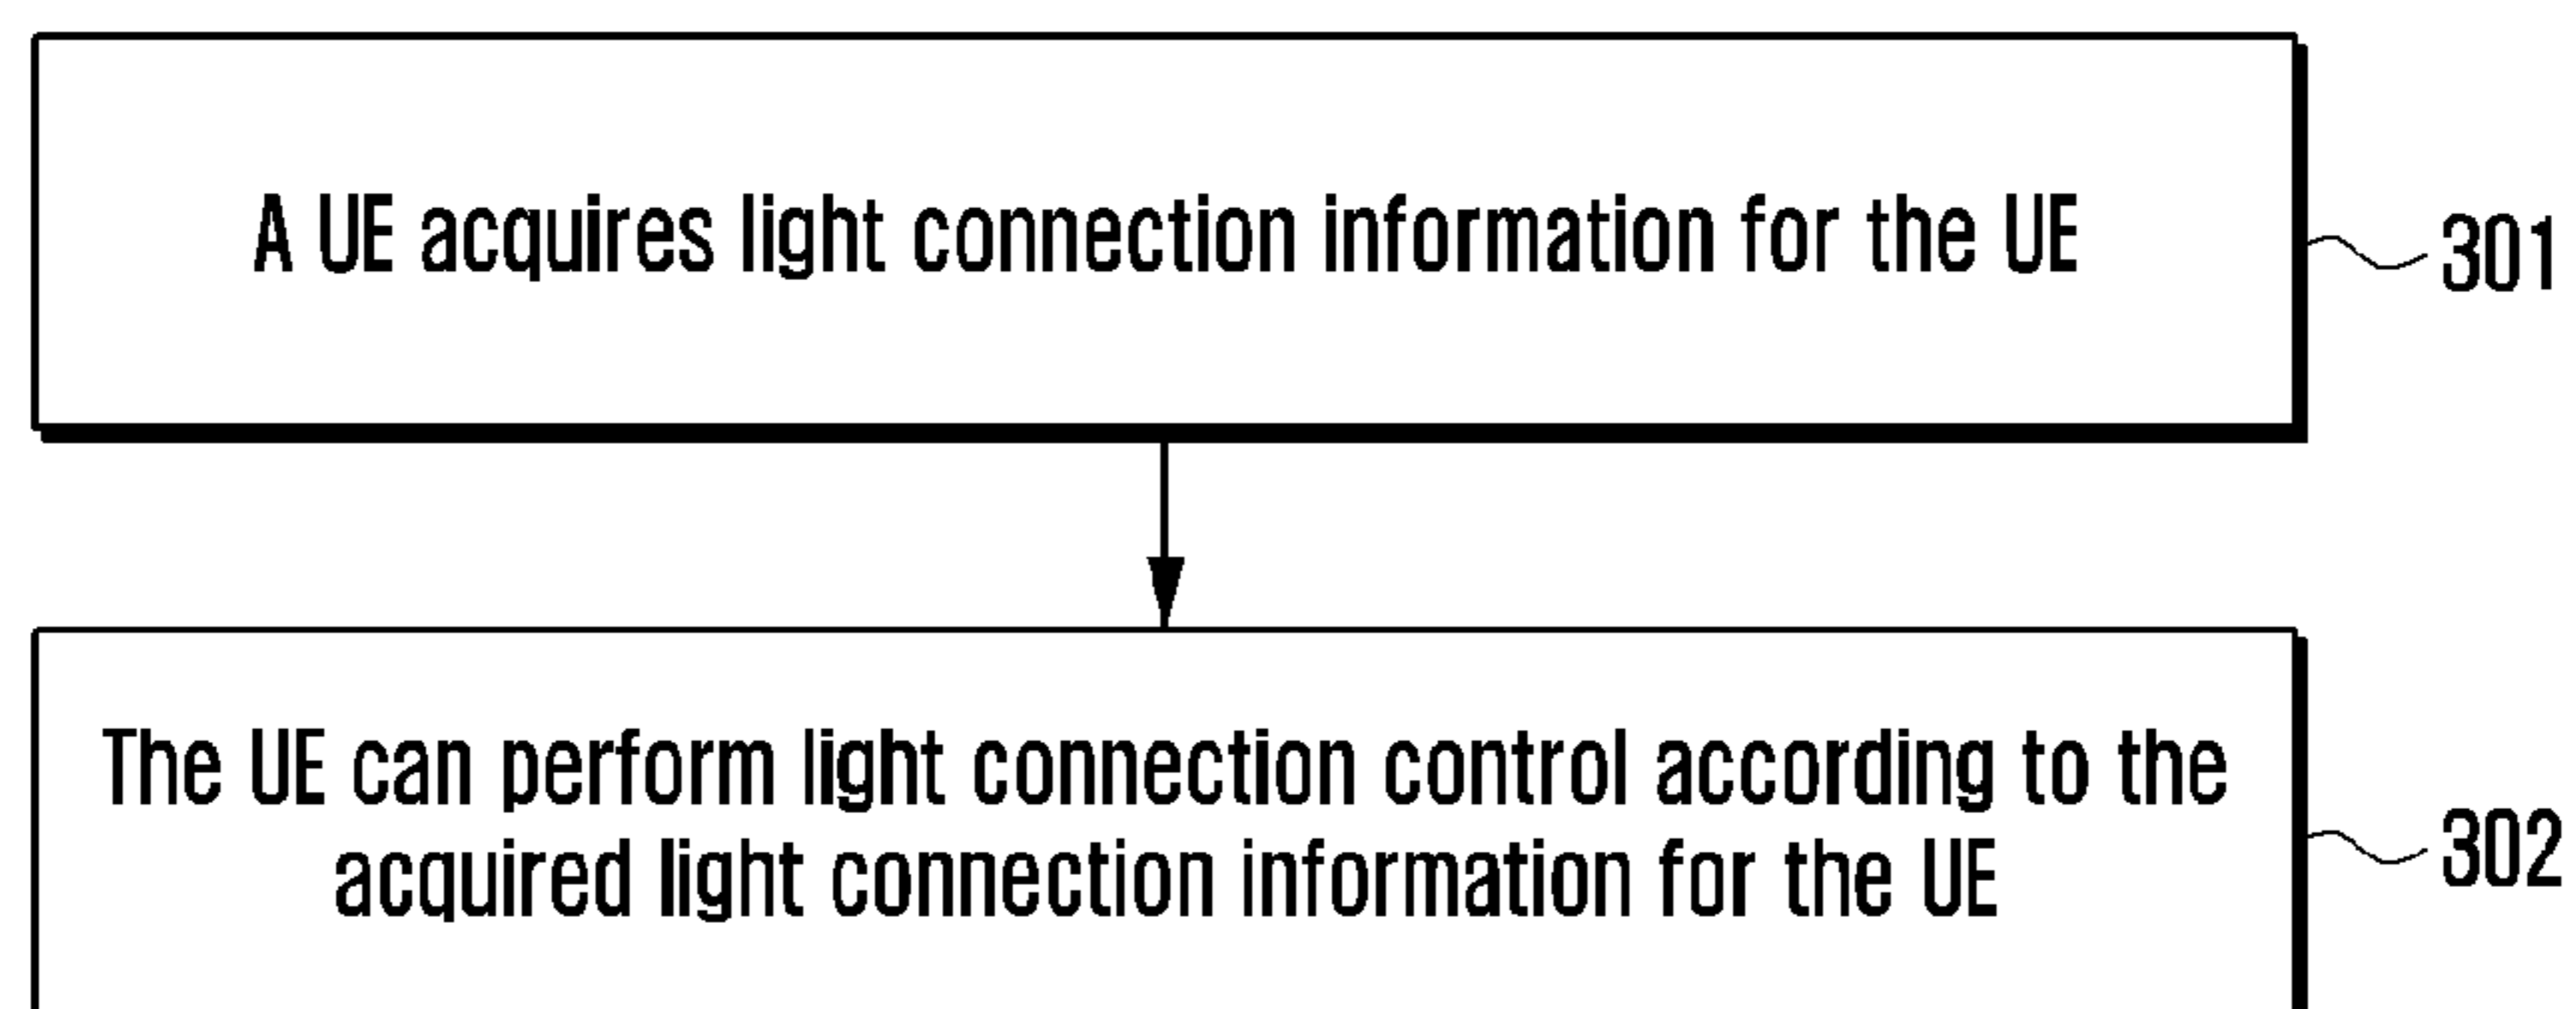 A UE acquires light connection information for the UE
301
The UE can perform light connection control according to the
acquired light connection information for the UE
302